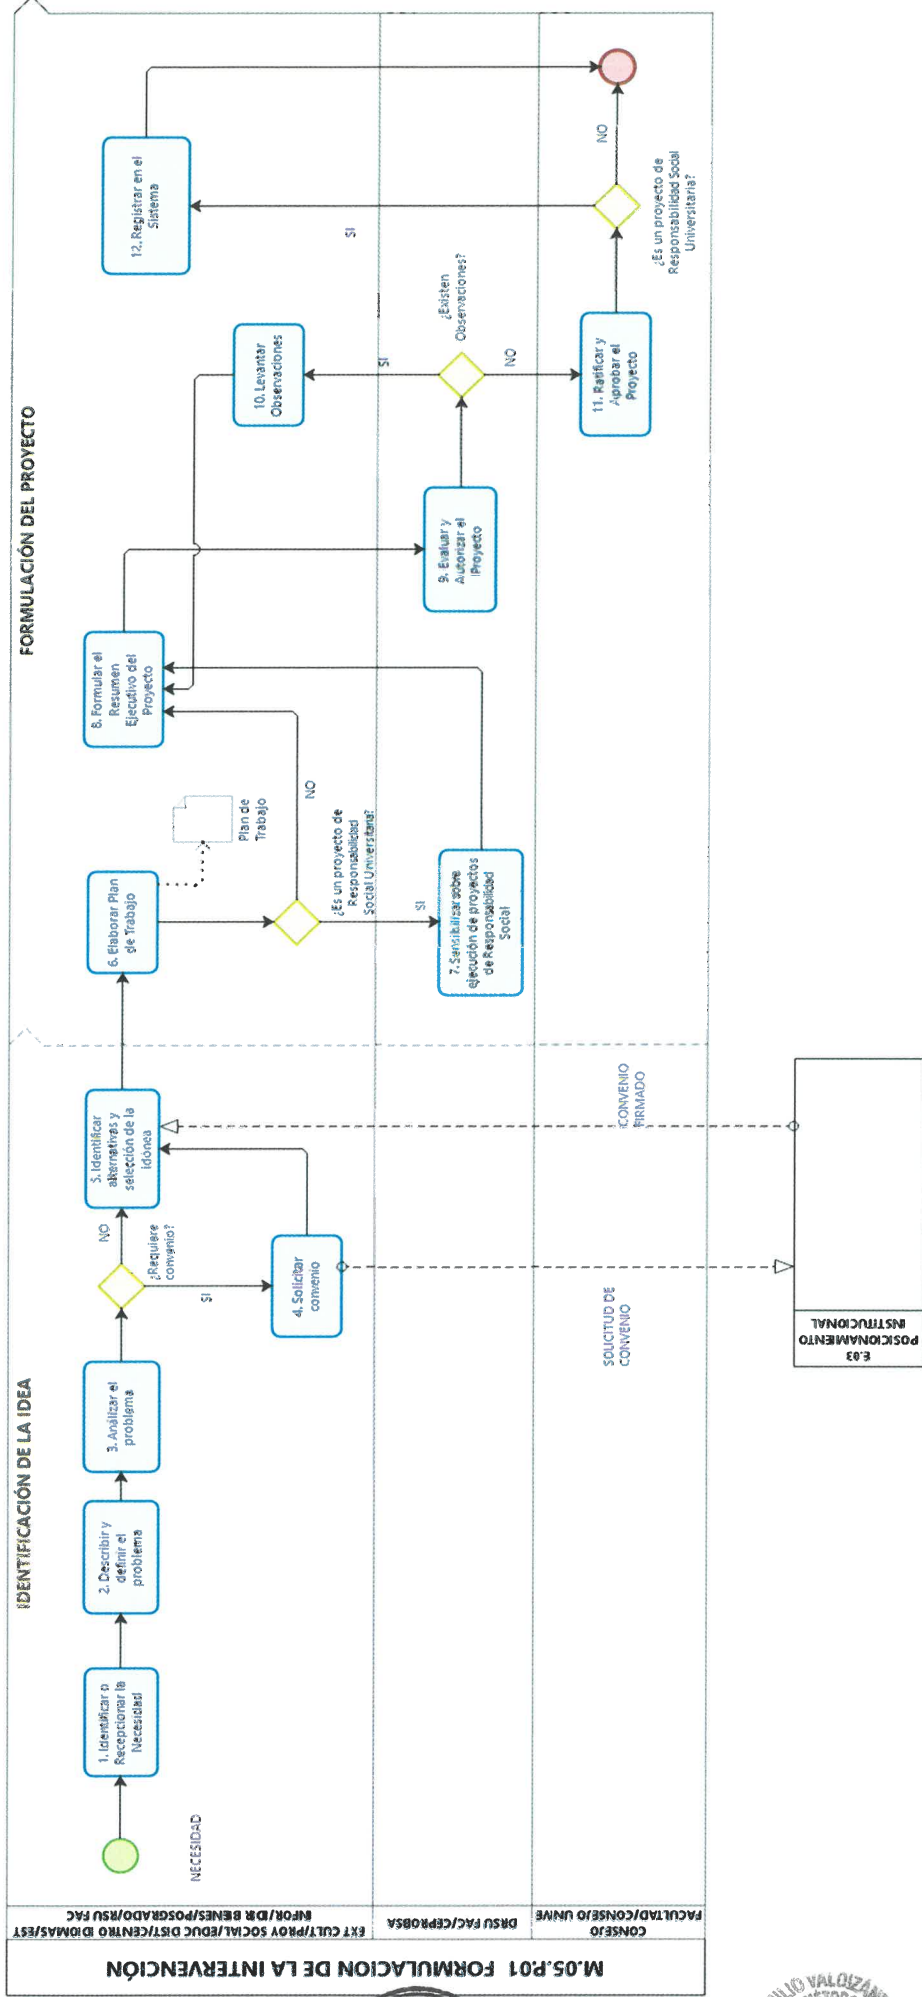 M.05.P.01 FORMULACION DE LA INTERVENCIÓN
EXT CULT/PROY SOCIAL/EDUC DIST/CENTRO IDIOMAS/EST
INFOR/IDIR BIENES/POSGRADO/RSU FAC
DRSU FAC/CEPROBSA
CONSEJO
FACULTAD/CONSEJO UNIVE
IDENTIFICACIÓN DE LA IDEA
NECESIDAD
1. Identificar o
Recepcionar la
Necesidad
2. Describir y
definir el
problema
3. Analizar el
problema
¿Requiere
convenio?
NO
SI
4. Solicitar
convenio
5. Identificar
alternativas y
selección de la
idónea
SOLICITUD DE
CONVENIO
CONVENIO
FIRMADO
E.03
POSICIONAMIENTO
INSTITUCIONAL
FORMULACIÓN DEL PROYECTO
6. Elaborar Plan
de Trabajo
Plan de
Trabajo
¿Es un proyecto de
Responsabilidad
Social Universitaria?
NO
SI
7. Sensibilizar sobre
ejecución de proyectos
de Responsabilidad
Social
8. Formular el
Resumen
Ejecutivo del
Proyecto
9. Evaluar y
Autorizar el
Proyecto
¿Existen
Observaciones?
SI
NO
10. Levantar
Observaciones
11. Ratificar y
Aprobar el
Proyecto
¿Es un proyecto de
Responsabilidad Social
Universitaria?
SI
NO
12. Registrar en el
Sistema